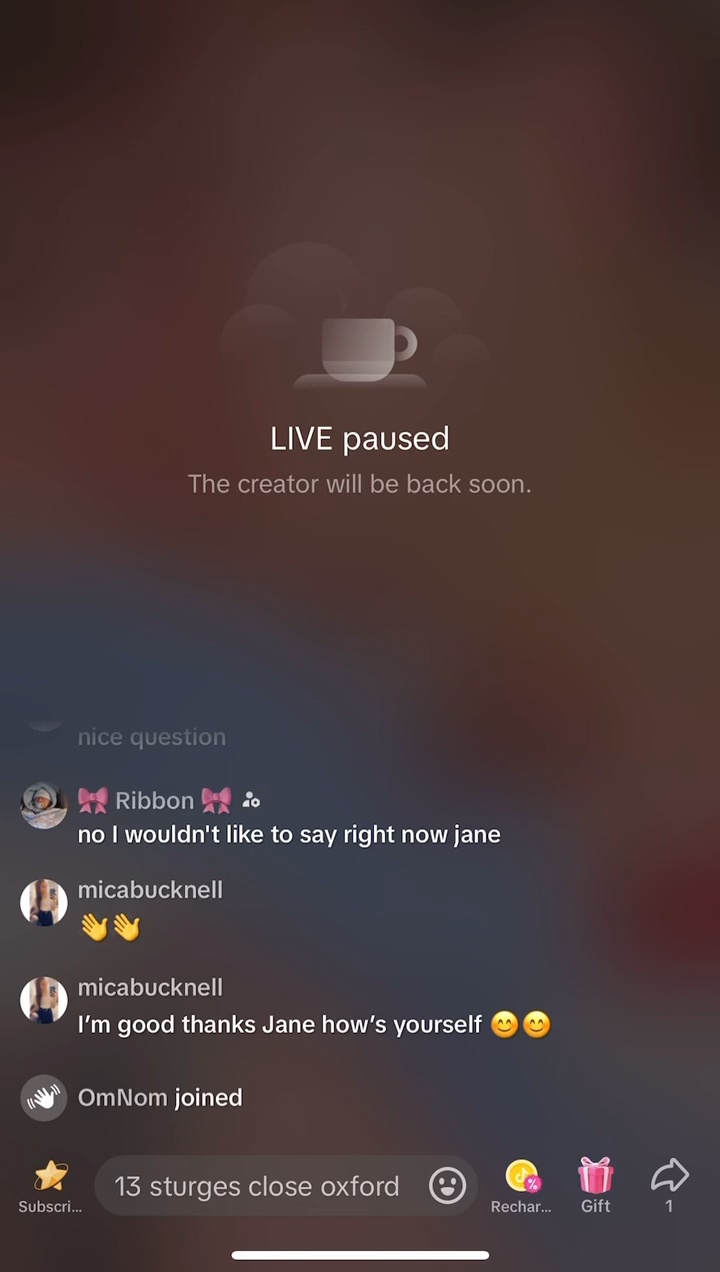 LIVE paused
The creator will be back soon.
nice question
🎀 Ribbon 🎀
no I wouldn't like to say right now jane
micabucknell
👋👋
micabucknell
I'm good thanks Jane how's yourself 😊😊
OmNom joined
13 sturges close oxford
Subscri...
Rechar...
Gift
1